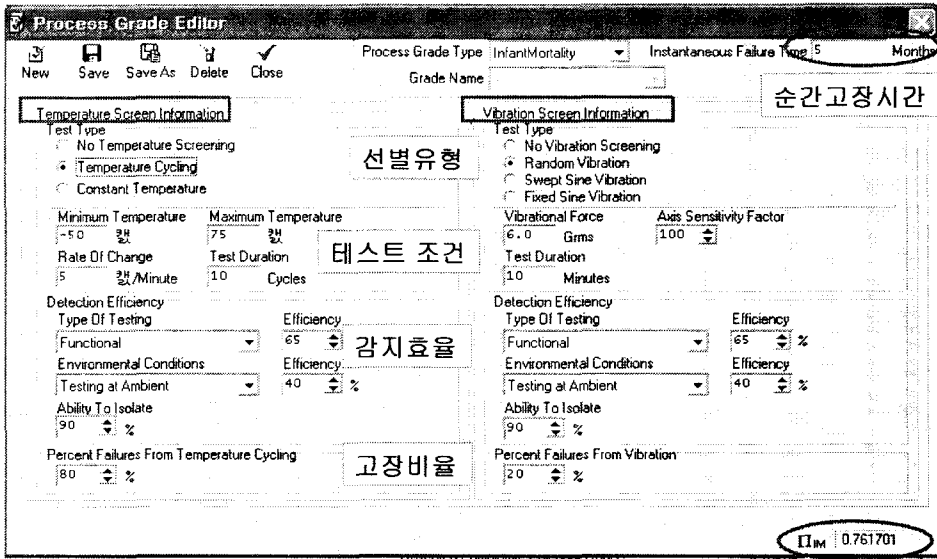 Process Grade Editor
New Save Save As Delete Close
Process Grade Type InfantMortality Instantaneous Failure Time 5 Months
Grade Name
순간고장시간
Temperature Screen Information
Test Type
No Temperature Screening
Temperature Cycling
Constant Temperature
선별유형
Vibration Screen Information
Test Type
No Vibration Screening
Random Vibration
Swept Sine Vibration
Fixed Sine Vibration
Minimum Temperature Maximum Temperature
-50 캜 75 캜
Rate Of Change Test Duration
5 캜/Minute 10 Cycles
테스트 조건
Vibrational Force Axis Sensitivity Factor
6.0 Grms 100
Test Duration
10 Minutes
Detection Efficiency
Type Of Testing Efficiency
Functional 65
Environmental Conditions Efficiency
Testing at Ambient 40 %
Ability To Isolate
90 %
감지효율
Detection Efficiency
Type Of Testing Efficiency
Functional 65 %
Environmental Conditions Efficiency
Testing at Ambient 40 %
Ability To Isolate
90 %
Percent Failures From Temperature Cycling
80 %
고장비율
Percent Failures From Vibration
20 %
ΠIM 0.761701